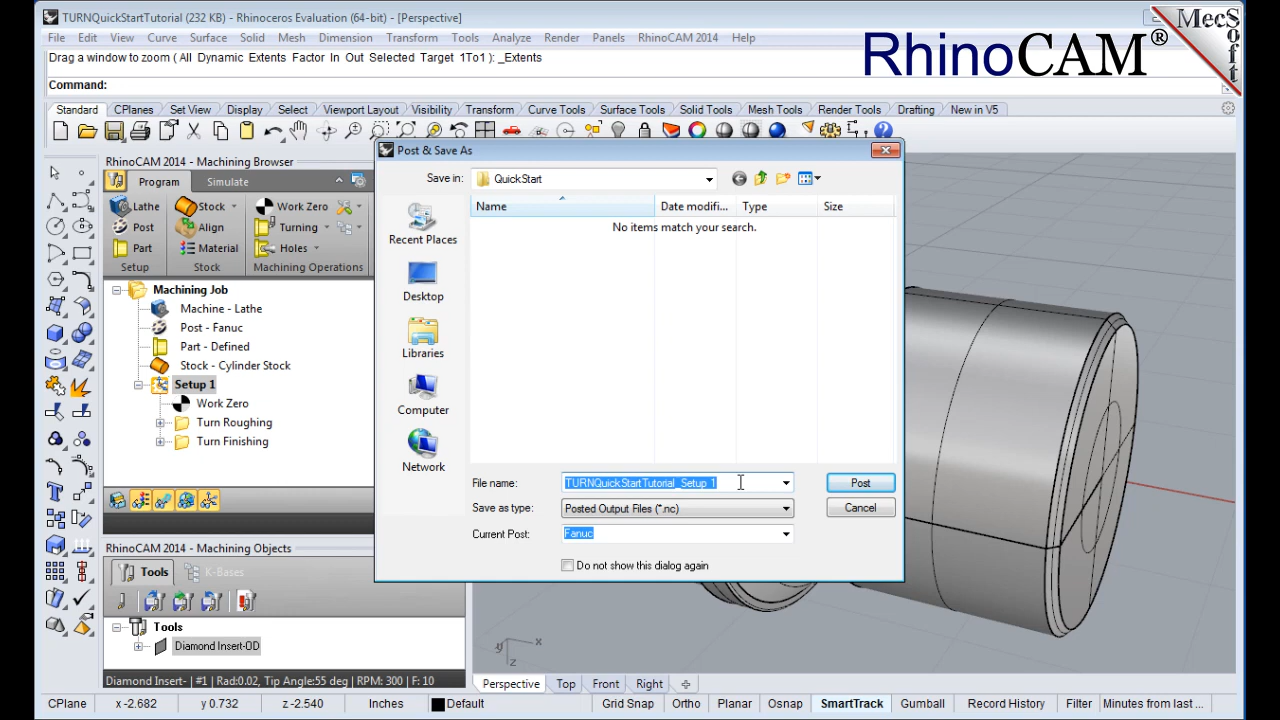 TURNQuickStartTutorial (232 KB) - Rhinoceros Evaluation (64-bit) - [Perspective]
MecSoft
RhinoCAM®
File Edit View Curve Surface Solid Mesh Dimension Transform Tools Analyze Render Panels RhinoCAM 2014 Help
Drag a window to zoom ( All Dynamic Extents Factor In Out Selected Target 1To1 ): _Extents
Command:
Standard CPlanes Set View Display Select Viewport Layout Visibility Transform Curve Tools Surface Tools Solid Tools Mesh Tools Render Tools Drafting New in V5
RhinoCAM 2014 - Machining Browser
Program Simulate
Lathe Stock Work Zero
Post Align Turning
Part Material Holes
Setup Stock Machining Operations
Machining Job
Machine - Lathe
Post - Fanuc
Part - Defined
Stock - Cylinder Stock
Setup 1
Work Zero
Turn Roughing
Turn Finishing
Post & Save As
Save in: QuickStart
Name Date modifi... Type Size
No items match your search.
Recent Places
Desktop
Libraries
Computer
Network
File name: TURNQuickStartTutorial_Setup 1 Post
Save as type: Posted Output Files (*.nc) Cancel
Current Post: Fanuc
Do not show this dialog again
RhinoCAM 2014 - Machining Objects
Tools K-Bases
Tools
Diamond Insert-OD
Diamond Insert- | #1 | Rad:0.02, Tip Angle:55 deg | RPM: 300 | F: 10
y x
z
Perspective Top Front Right
CPlane x -2.682 y 0.732 z -2.540 Inches Default Grid Snap Ortho Planar Osnap SmartTrack Gumball Record History Filter Minutes from last ...